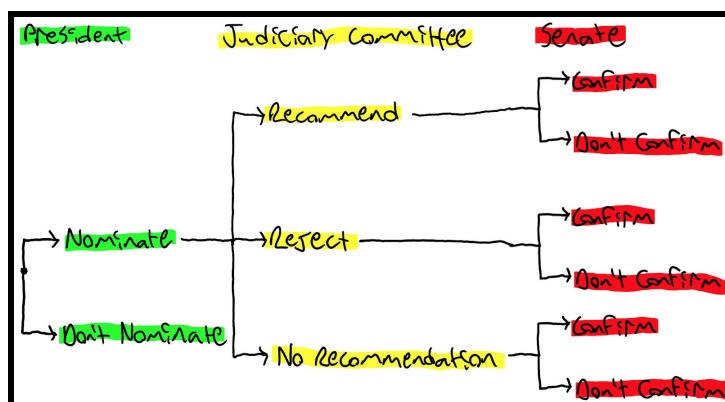 President Judiciary Committee Senate
Confirm
Recommend
Don't Confirm
Confirm
Nominate Reject
Don't Confirm
Confirm
Don't Nominate
No Recommendation
Don't Confirm